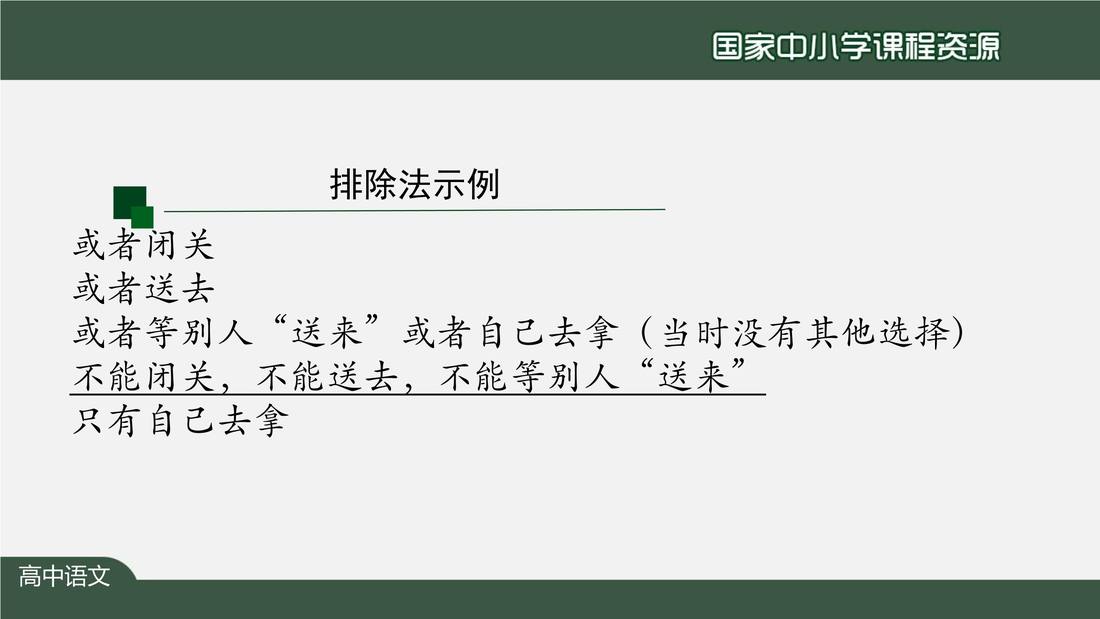 国家中小学课程资源
排除法示例
或者闭关
或者送去
或者等别人“送来”或者自己去拿（当时没有其他选择）
不能闭关，不能送去，不能等别人“送来”
只有自己去拿
高中语文